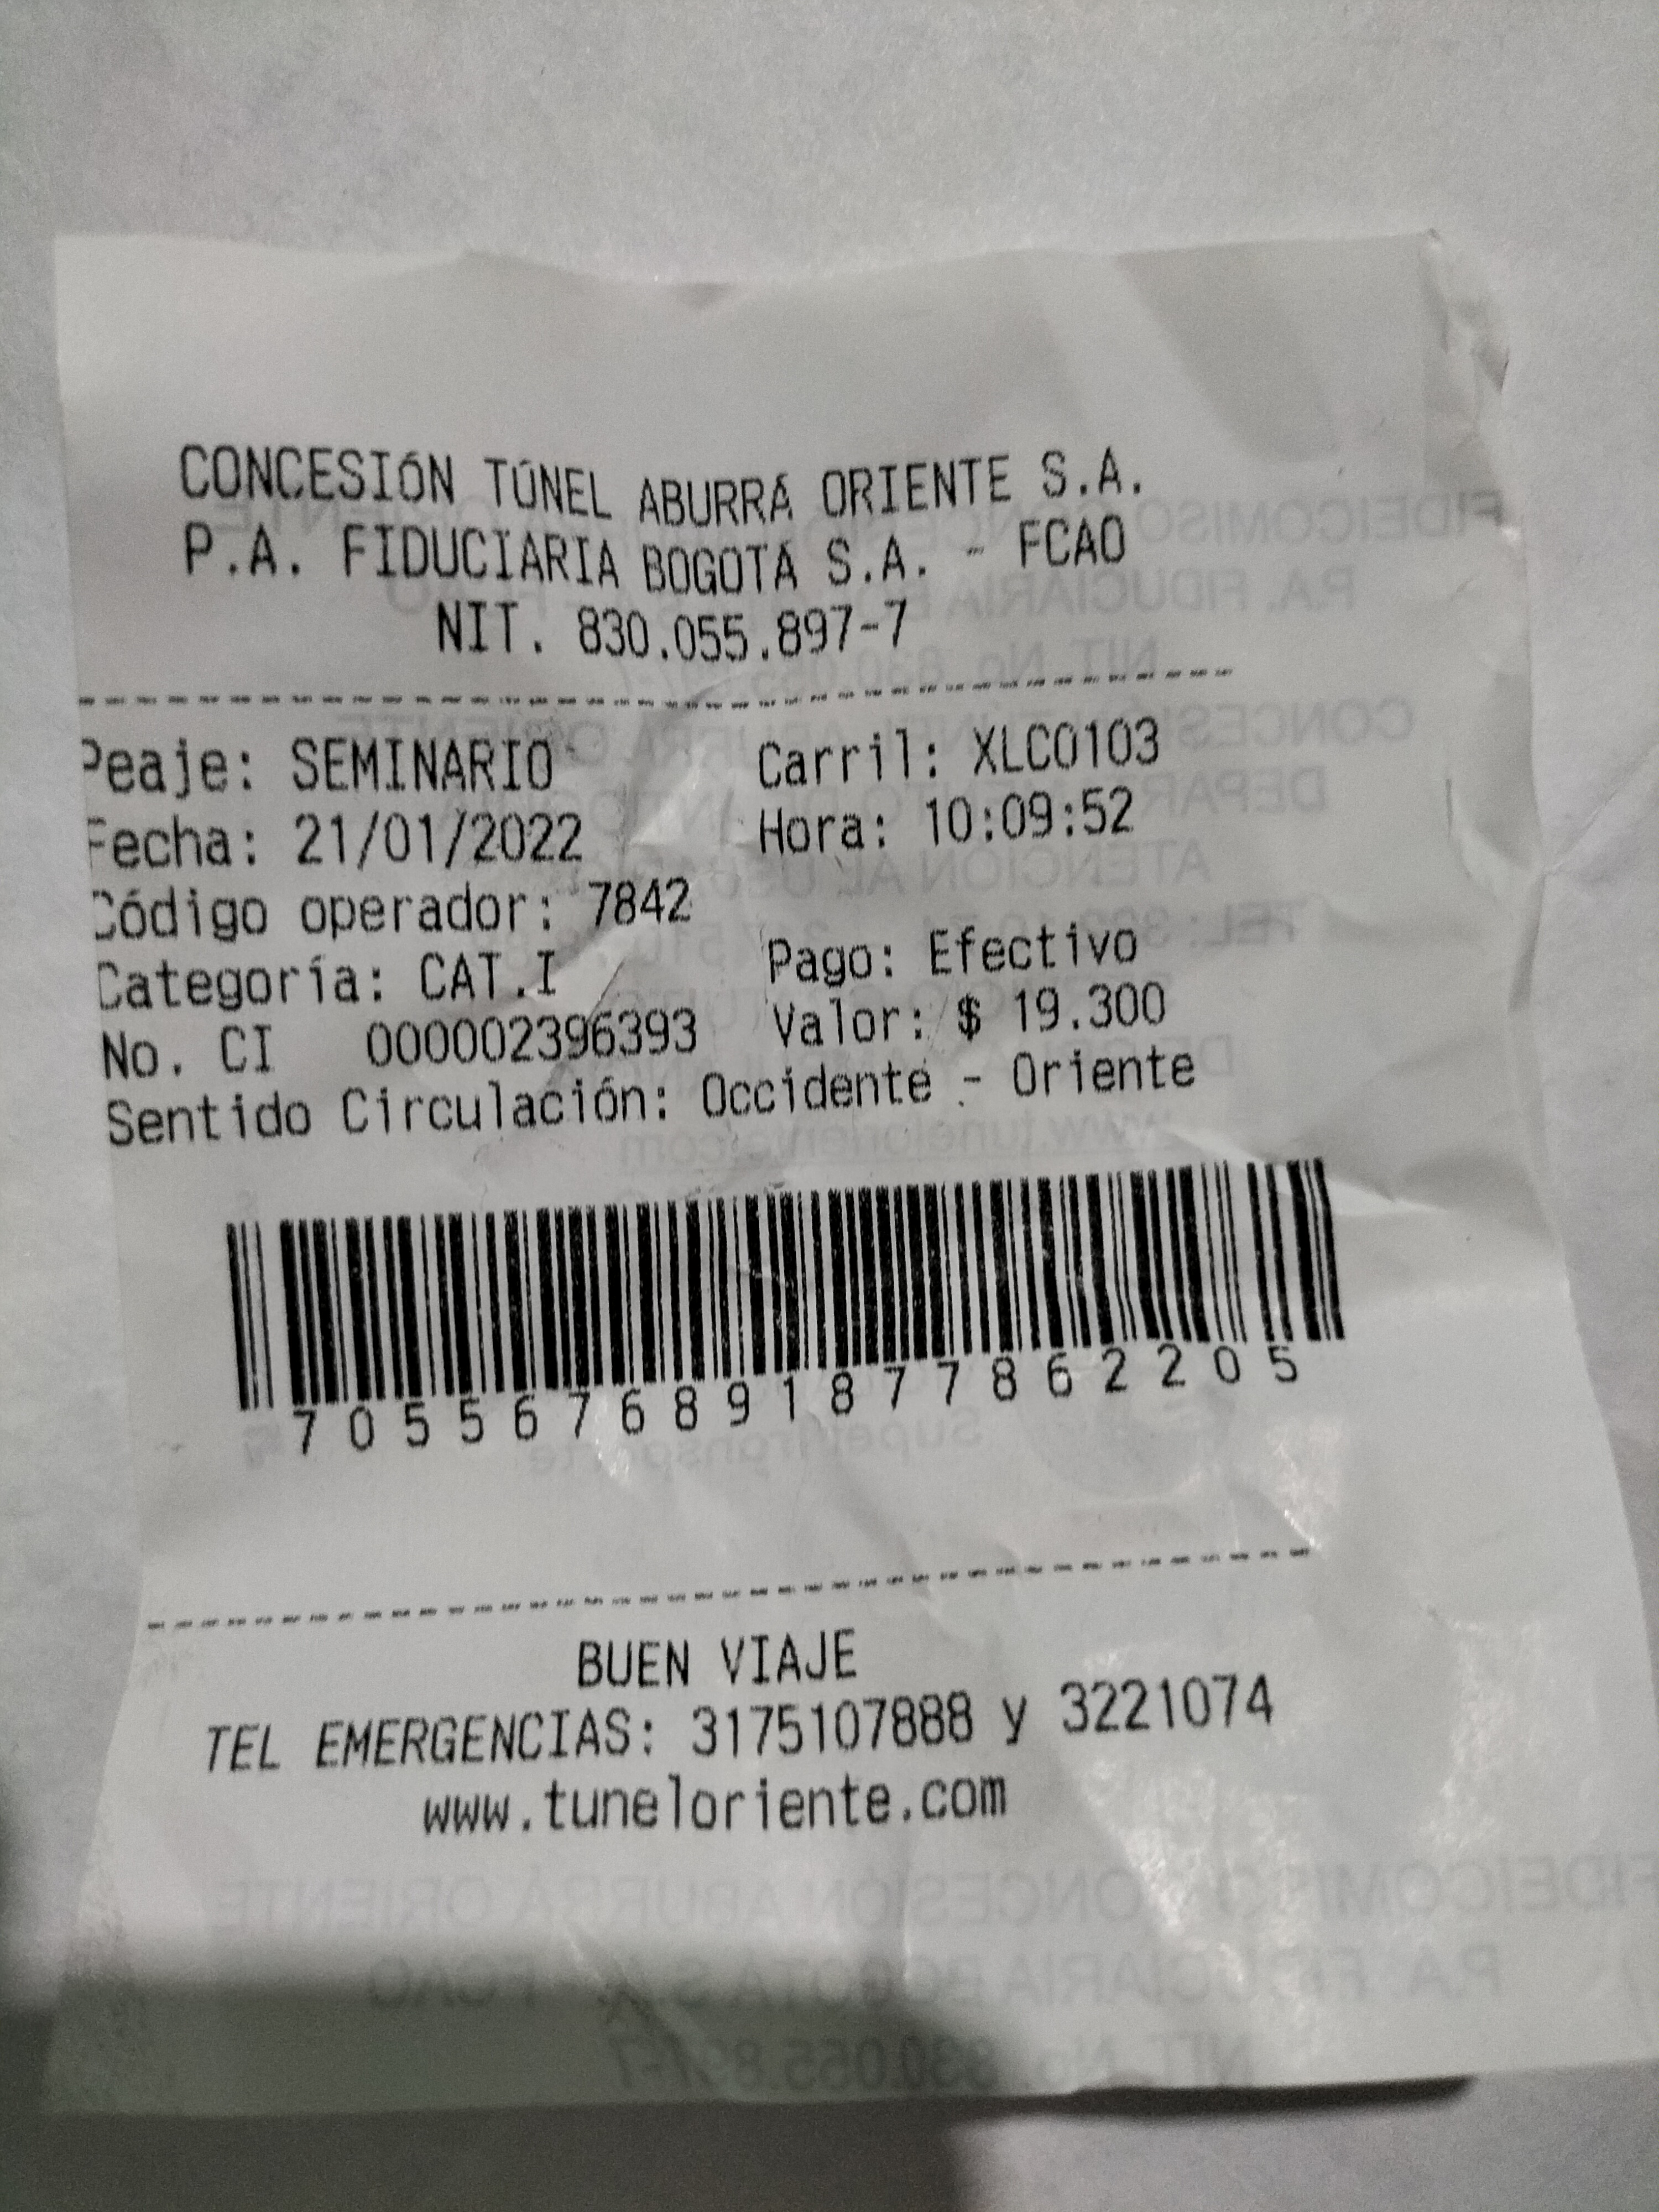 CONCESIÓN TÚNEL ABURRÁ ORIENTE S.A.
P.A. FIDUCIARIA BOGOTÁ S.A. - FCAO
NIT. 830.055.897-7
Peaje: SEMINARIO Carril: XLC0103
Fecha: 21/01/2022 Hora: 10:09:52
Código operador: 7842
Categoría: CAT.I Pago: Efectivo
No. CI 000002396393 Valor: $ 19.300
Sentido Circulación: Occidente - Oriente
7055676891877862205
BUEN VIAJE
TEL EMERGENCIAS: 3175107888 y 3221074
www.tuneloriente.com